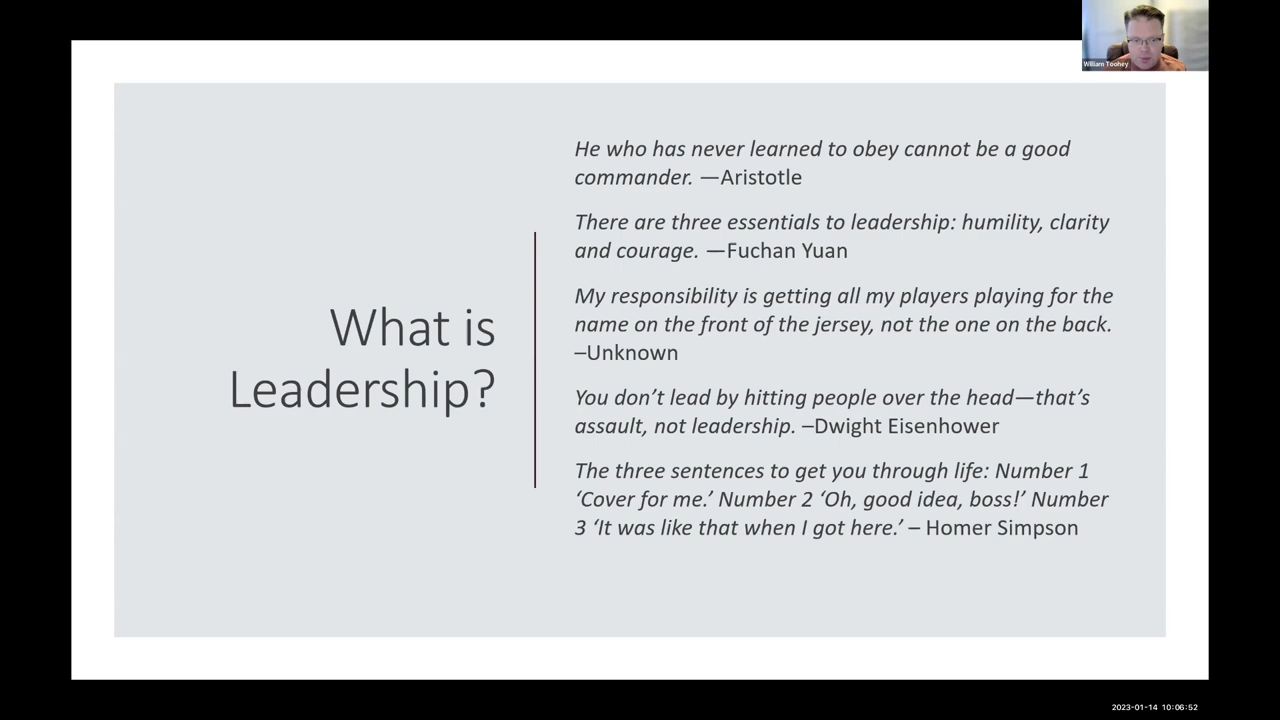 William Toohey
What is
Leadership?
He who has never learned to obey cannot be a good
commander. —Aristotle
There are three essentials to leadership: humility, clarity
and courage. —Fuchan Yuan
My responsibility is getting all my players playing for the
name on the front of the jersey, not the one on the back.
–Unknown
You don’t lead by hitting people over the head—that’s
assault, not leadership. –Dwight Eisenhower
The three sentences to get you through life: Number 1
‘Cover for me.’ Number 2 ‘Oh, good idea, boss!’ Number
3 ‘It was like that when I got here.’ – Homer Simpson
2023-01-14 10:06:52